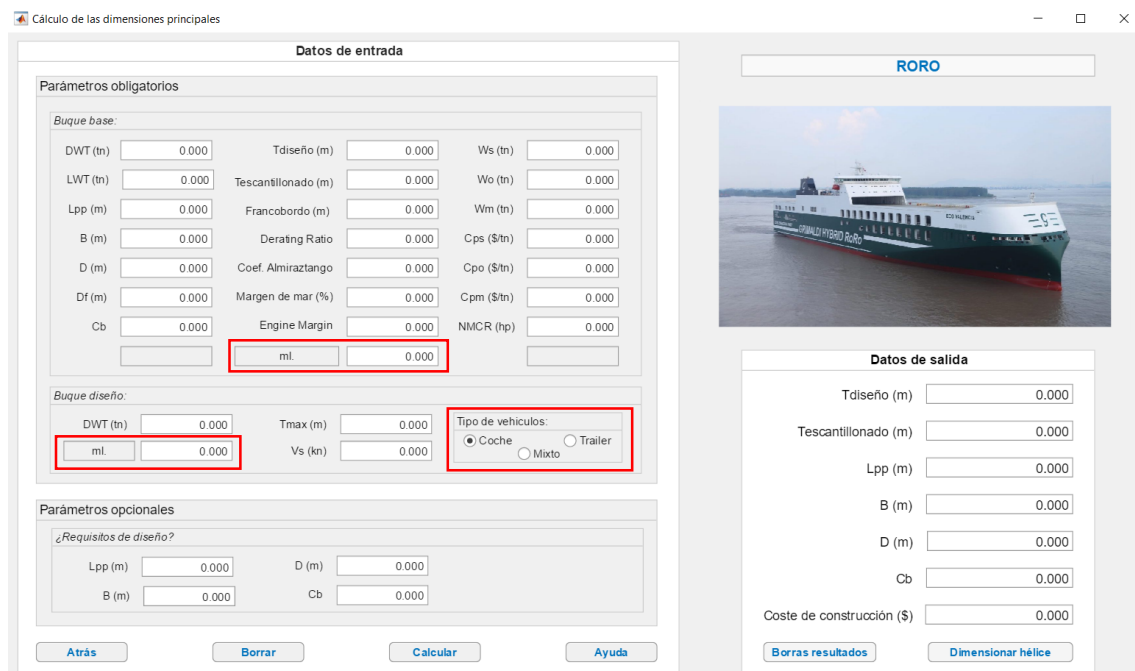 Cálculo de las dimensiones principales
Datos de entrada
Parámetros obligatorios
Buque base:
DWT (tn) 0.000 Tdiseño (m) 0.000 Ws (tn) 0.000
LWT (tn) 0.000 Tescantillonado (m) 0.000 Wo (tn) 0.000
Lpp (m) 0.000 Francobordo (m) 0.000 Wm (tn) 0.000
B (m) 0.000 Derating Ratio 0.000 Cps ($/tn) 0.000
D (m) 0.000 Coef. Almiraztango 0.000 Cpo ($/tn) 0.000
Df (m) 0.000 Margen de mar (%) 0.000 Cpm ($/tn) 0.000
Cb 0.000 Engine Margin 0.000 NMCR (hp) 0.000
ml. 0.000
Buque diseño:
DWT (tn) 0.000 Tmax (m) 0.000
ml. 0.000 Vs (kn) 0.000
Tipo de vehiculos:
Coche Trailer
Mixto
Parámetros opcionales
¿Requisitos de diseño?
Lpp (m) 0.000 D (m) 0.000
B (m) 0.000 Cb 0.000
Atrás Borrar Calcular Ayuda
RORO
ECO VALENCIA
GRIMALDI HYBRID RoRo
Datos de salida
Tdiseño (m) 0.000
Tescantillonado (m) 0.000
Lpp (m) 0.000
B (m) 0.000
D (m) 0.000
Cb 0.000
Coste de construcción ($) 0.000
Borras resultados Dimensionar hélice